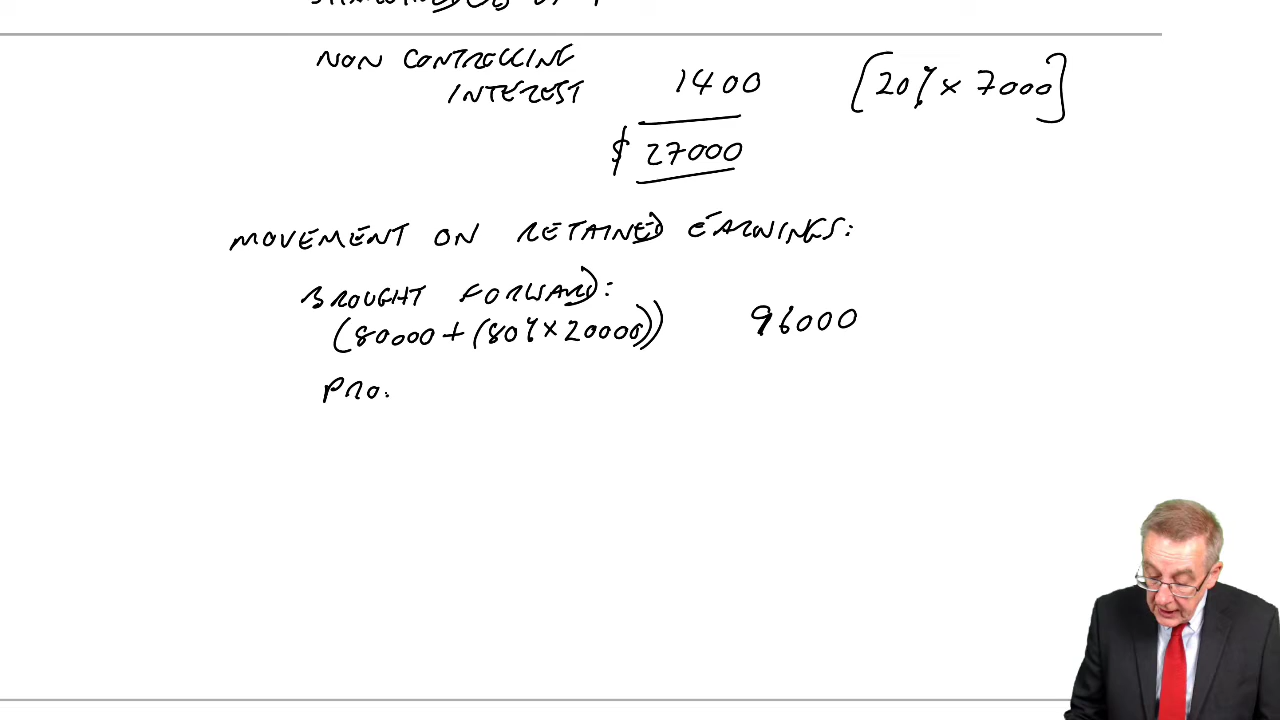 NON CONTROLLING
INTEREST 1400 [20% × 7000]
$ 27000
MOVEMENT ON RETAINED EARNINGS:
BROUGHT FORWARD:
(80000 + (80% × 20000)) 96000
PRO